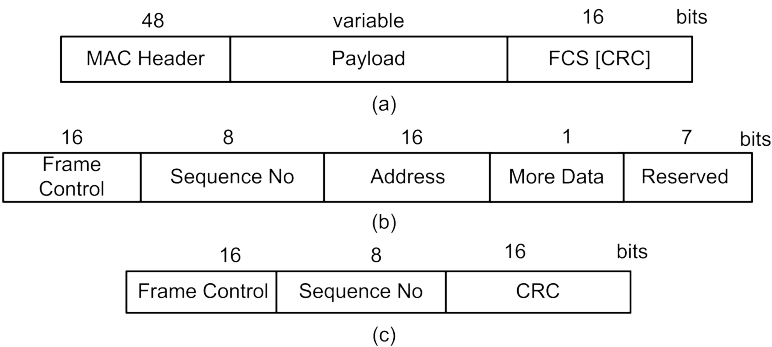 48 variable 16 bits
MAC Header Payload FCS [CRC]
(a)
16 8 16 1 7 bits
Frame Control Sequence No Address More Data Reserved
(b)
16 8 16 bits
Frame Control Sequence No CRC
(c)